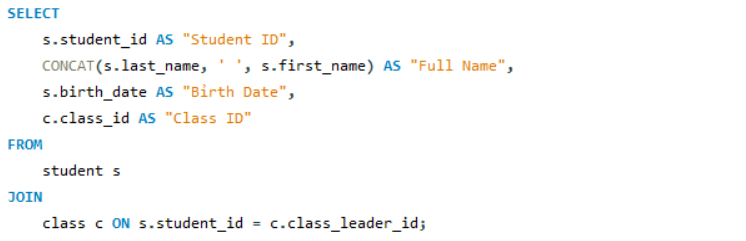 SELECT
    s.student_id AS "Student ID",
    CONCAT(s.last_name, ' ', s.first_name) AS "Full Name",
    s.birth_date AS "Birth Date",
    c.class_id AS "Class ID"
FROM
    student s
JOIN
    class c ON s.student_id = c.class_leader_id;